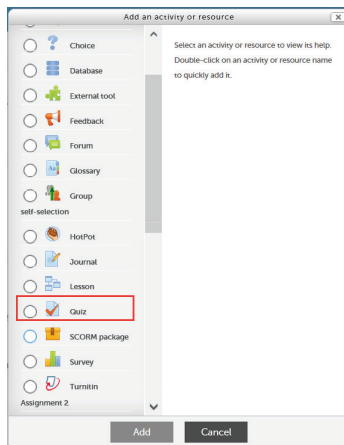 Add an activity or resource
Choice
Database
External tool
Feedback
Forum
Glossary
Group
self-selection
HotPot
Journal
Lesson
Quiz
SCORM package
Survey
Turnitin
Assignment 2
Select an activity or resource to view its help.
Double-click on an activity or resource name
to quickly add it.
Add
Cancel